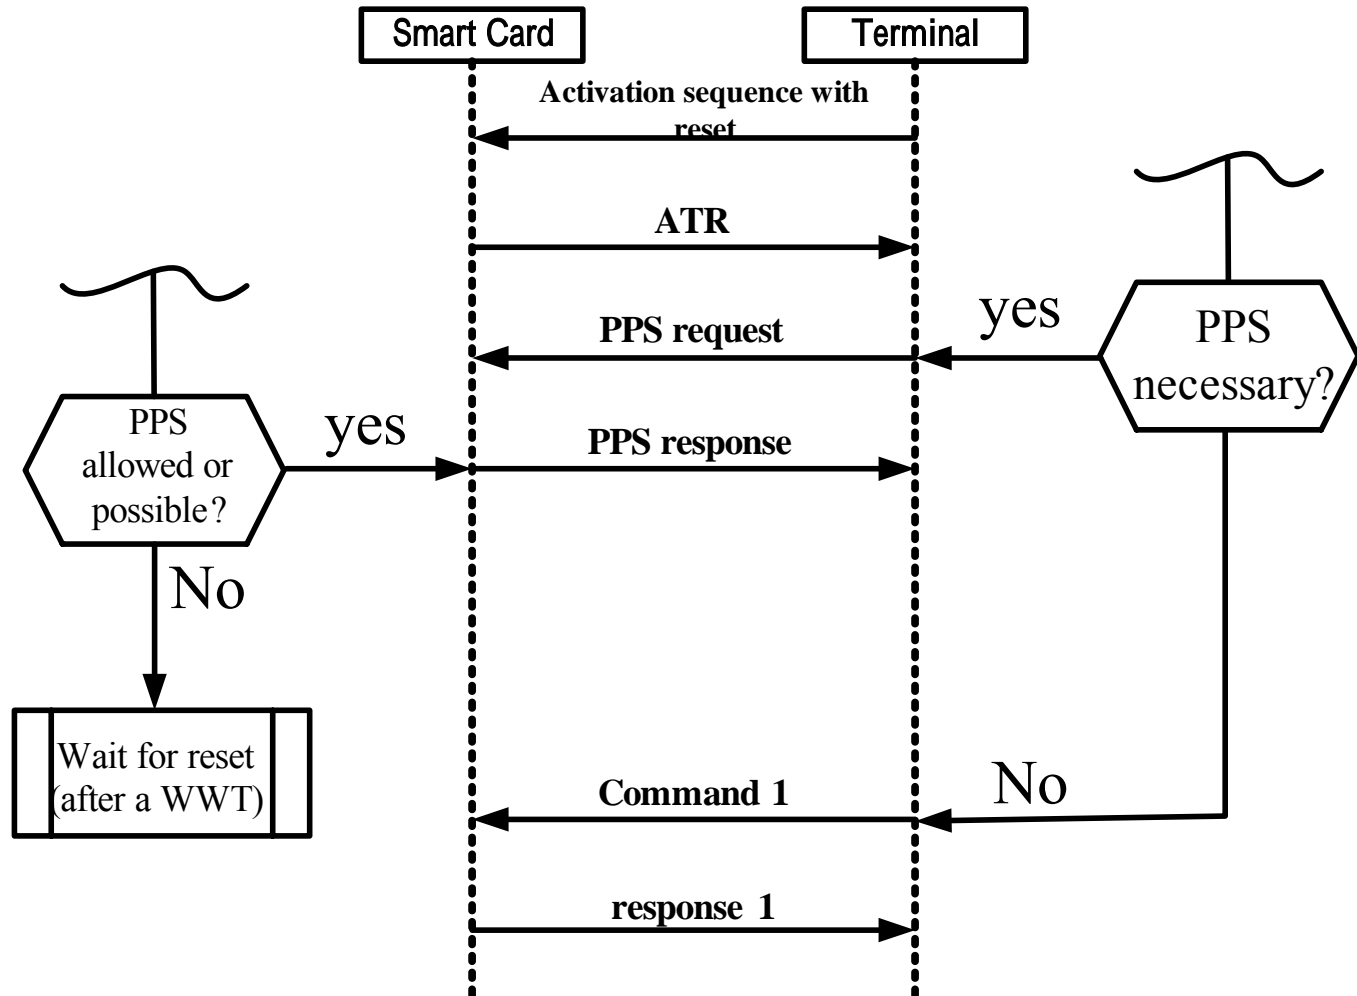 Smart Card
Terminal
Activation sequence with
reset
ATR
PPS request
yes
PPS
necessary?
PPS
allowed or
possible?
yes
PPS response
No
Wait for reset
(after a WWT)
Command 1
No
response 1